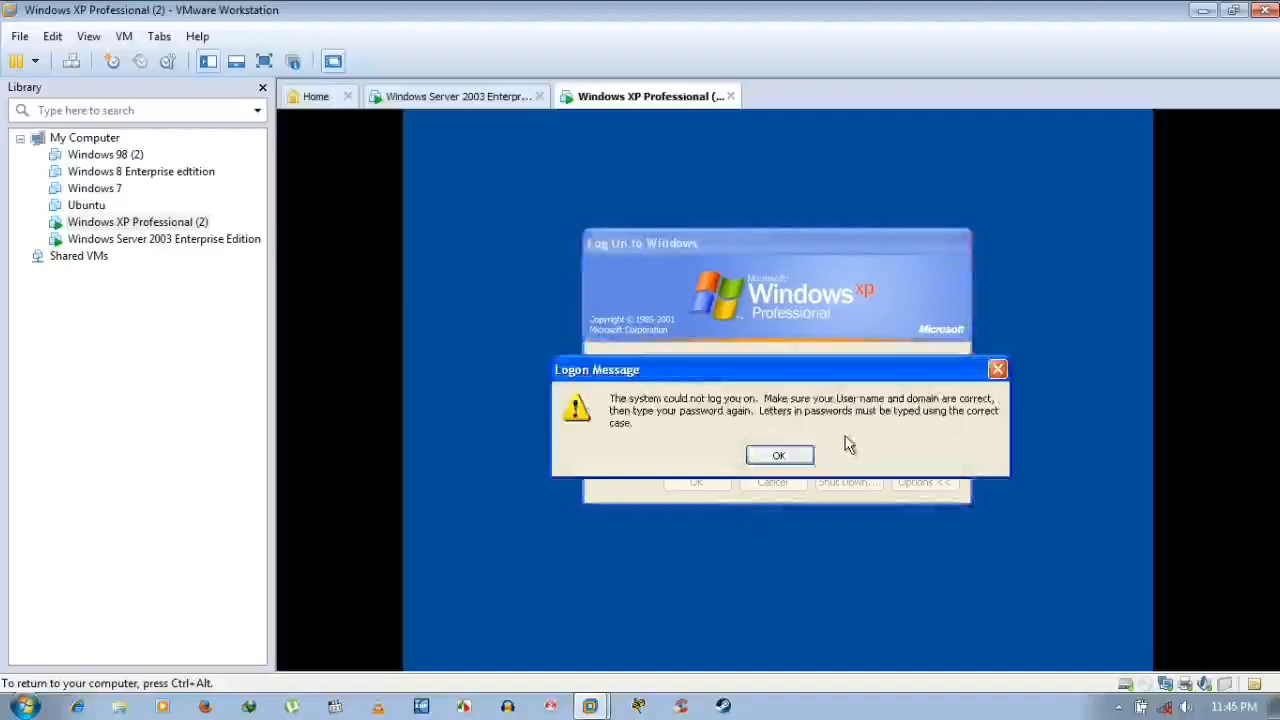 Windows XP Professional (2) - VMware Workstation
File Edit View VM Tabs Help
Library
Type here to search
My Computer
Windows 98 (2)
Windows 8 Enterprise edtition
Windows 7
Ubuntu
Windows XP Professional (2)
Windows Server 2003 Enterprise Edition
Shared VMs
Home
Windows Server 2003 Enterpr...
Windows XP Professional (...
Log On to Windows
Microsoft
Windows xp
Professional
Copyright © 1985-2001
Microsoft Corporation
Microsoft
Logon Message
The system could not log you on. Make sure your User name and domain are correct,
then type your password again. Letters in passwords must be typed using the correct
case.
OK
OK Cancel Shut Down... Options <<
To return to your computer, press Ctrl+Alt.
11:45 PM